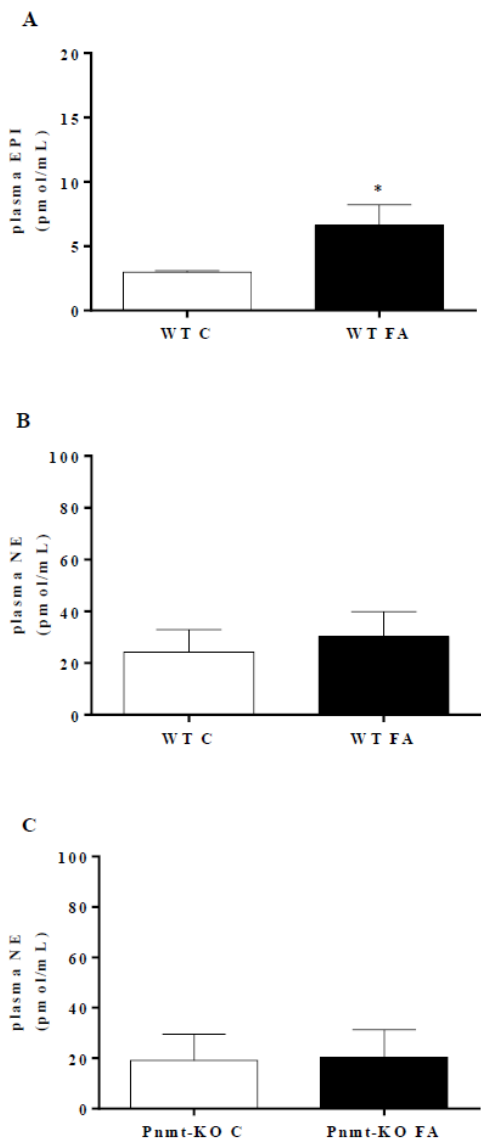 A
plasma EPI
(pmol/mL)
20
15
10
5
0
*
WT C
WT FA
B
plasma NE
(pmol/mL)
100
80
60
40
20
0
WT C
WT FA
C
plasma NE
(pmol/mL)
100
80
60
40
20
0
Pnmt-KO C
Pnmt-KO FA